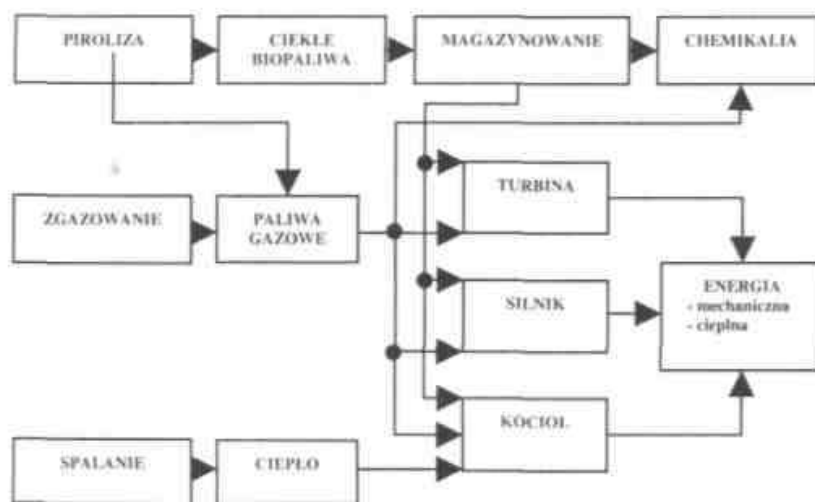 PIROLIZA
CIEKŁE
BIOPALIWA
MAGAZYNOWANIE
CHEMIKALIA
TURBINA
ZGAZOWANIE
PALIWA
GAZOWE
SILNIK
ENERGIA
- mechaniczna
- cieplna
KOCIOŁ
SPALANIE
CIEPŁO